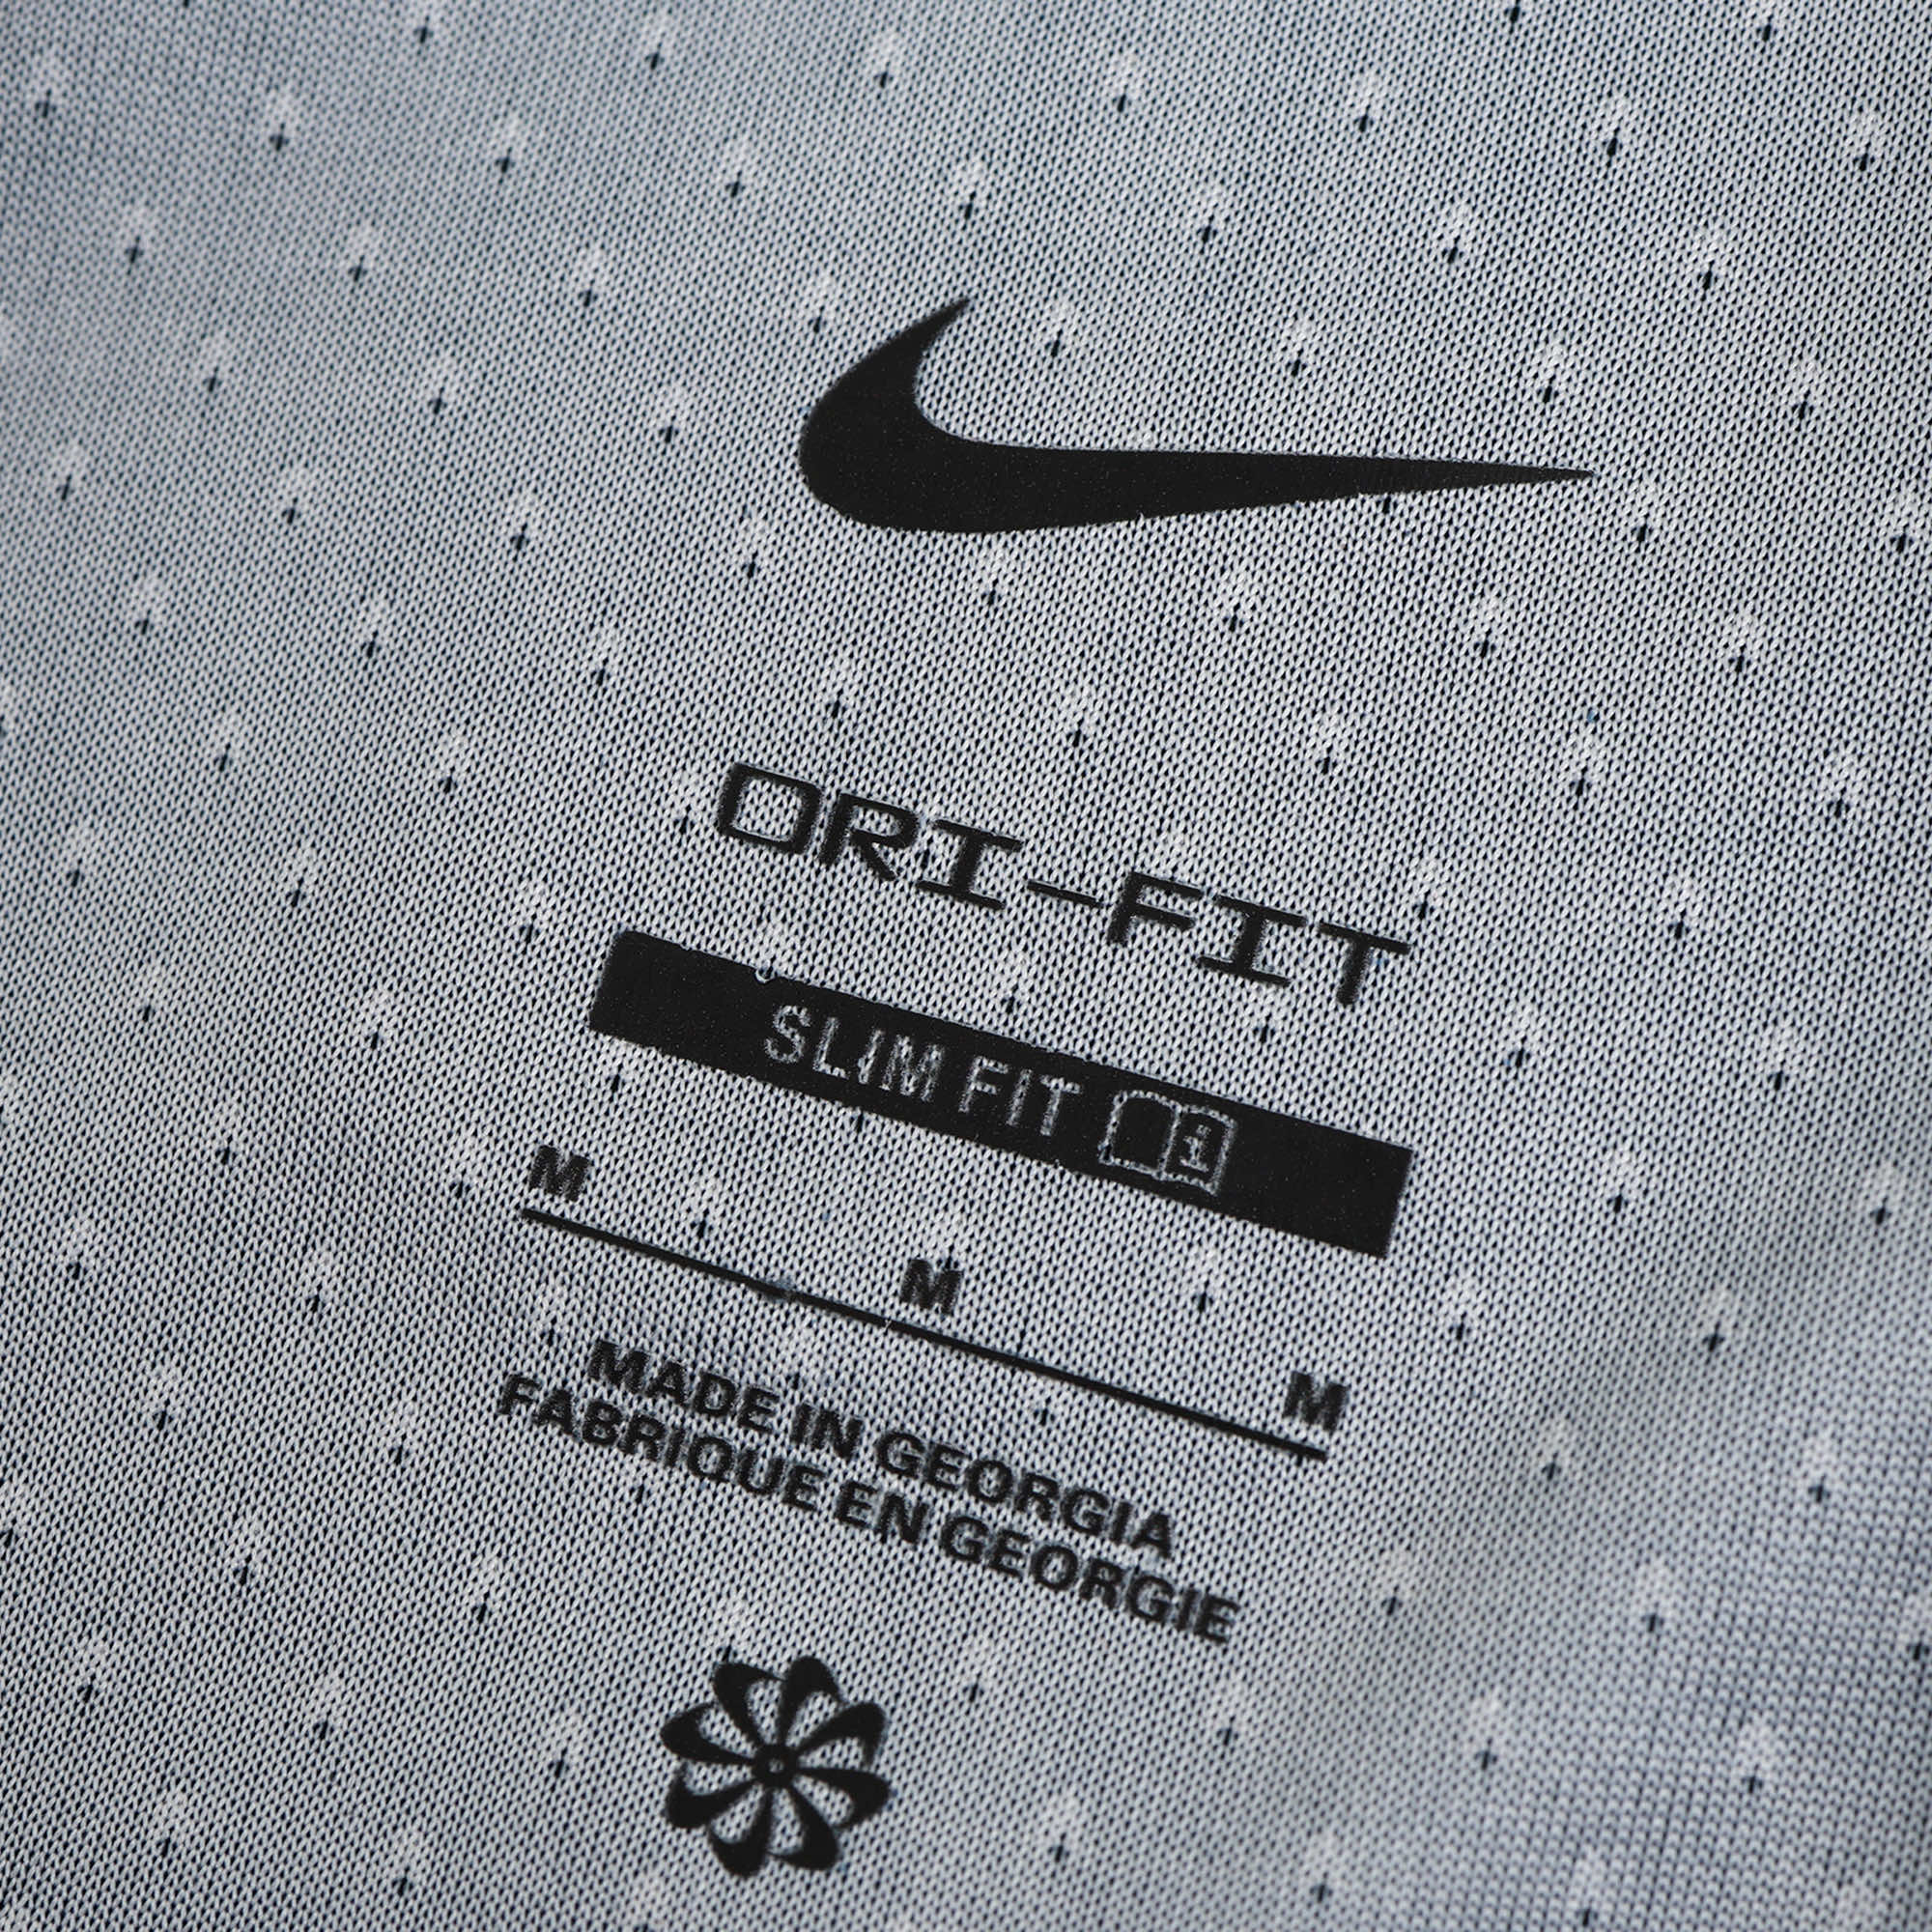 DRI-FIT
SLIM FIT
M M M
MADE IN GEORGIA
FABRIQUE EN GEORGIE